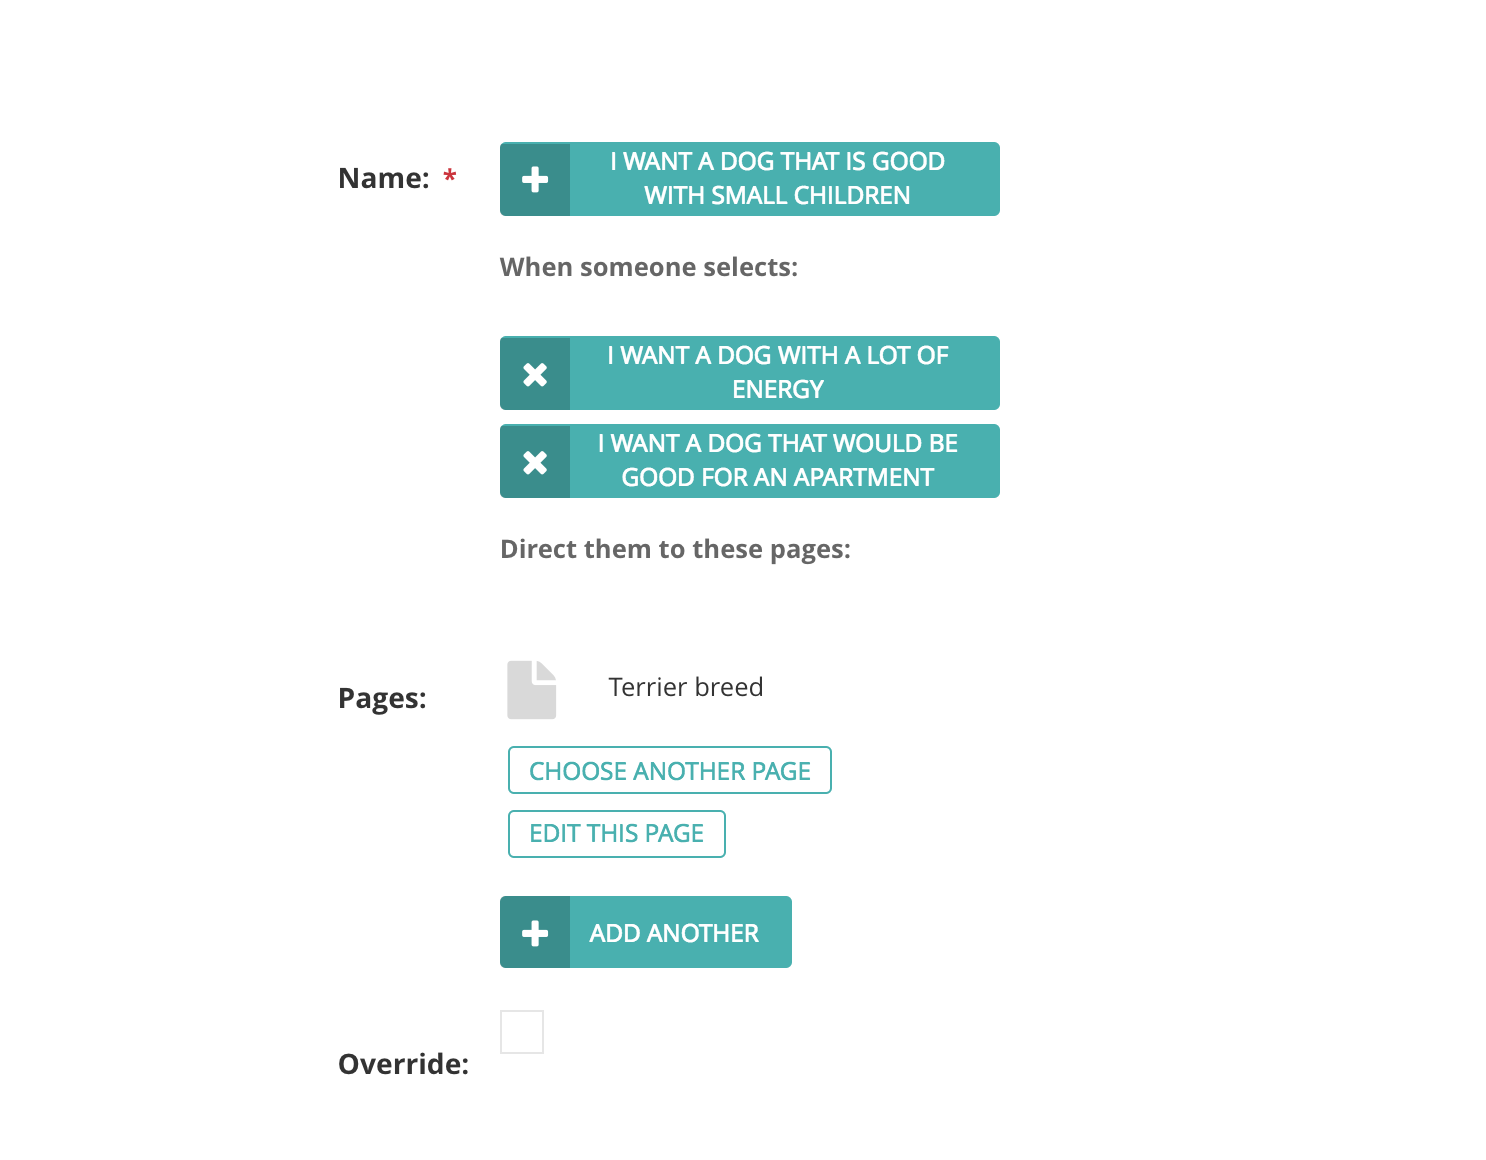 Name: *
I WANT A DOG THAT IS GOOD
WITH SMALL CHILDREN
When someone selects:
I WANT A DOG WITH A LOT OF
ENERGY
I WANT A DOG THAT WOULD BE
GOOD FOR AN APARTMENT
Direct them to these pages:
Pages:
Terrier breed
CHOOSE ANOTHER PAGE
EDIT THIS PAGE
ADD ANOTHER
Override: